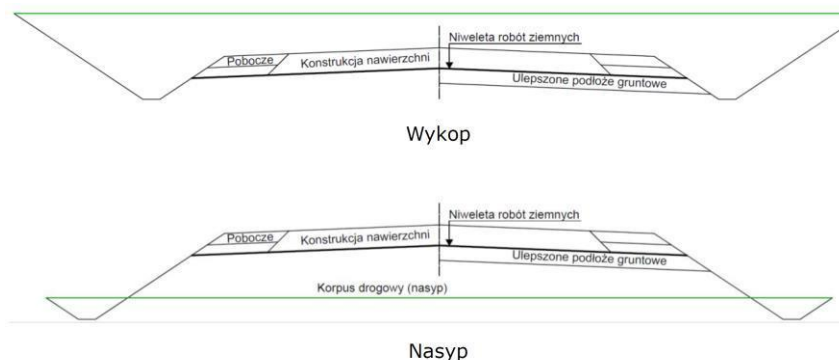 Niweleta robót ziemnych
Pobocze
Konstrukcja nawierzchni
Ulepszone podłoże gruntowe
Wykop
Niweleta robót ziemnych
Pobocze
Konstrukcja nawierzchni
Ulepszone podłoże gruntowe
Korpus drogowy (nasyp)
Nasyp